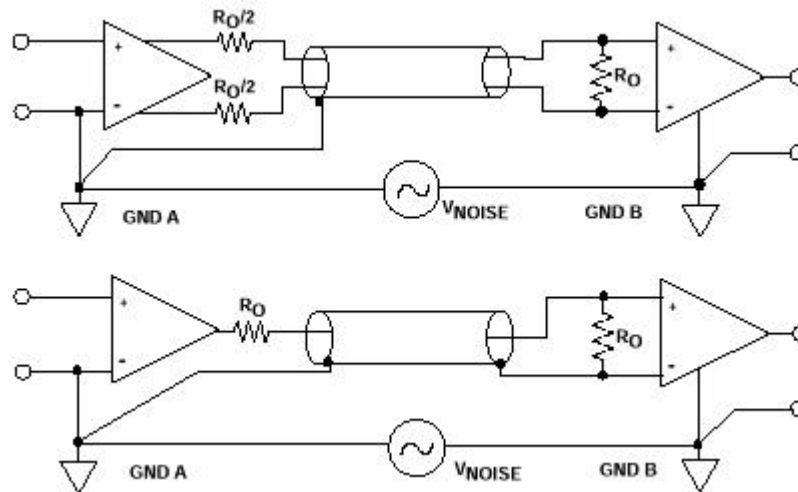 RO/2
+
RO/2
-
+
RO
-
VNOISE
GND A
GND B
+
RO
-
+
RO
-
VNOISE
GND A
GND B